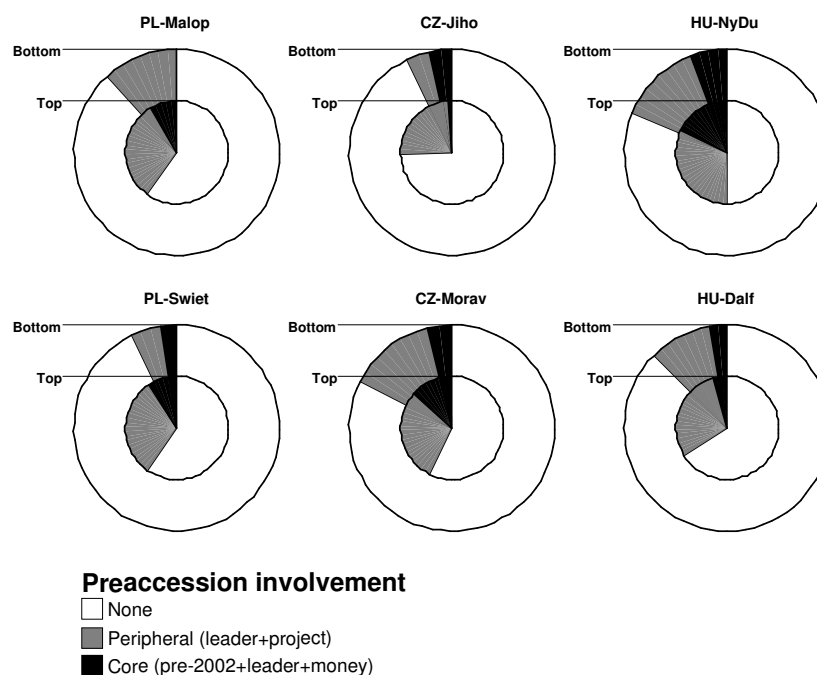 PL-Malop
CZ-Jiho
HU-NyDu
Bottom
Bottom
Bottom
Top
Top
Top
PL-Swiet
CZ-Morav
HU-Dalf
Bottom
Bottom
Bottom
Top
Top
Top
Preaccession involvement
None
Peripheral (leader+project)
Core (pre-2002+leader+money)